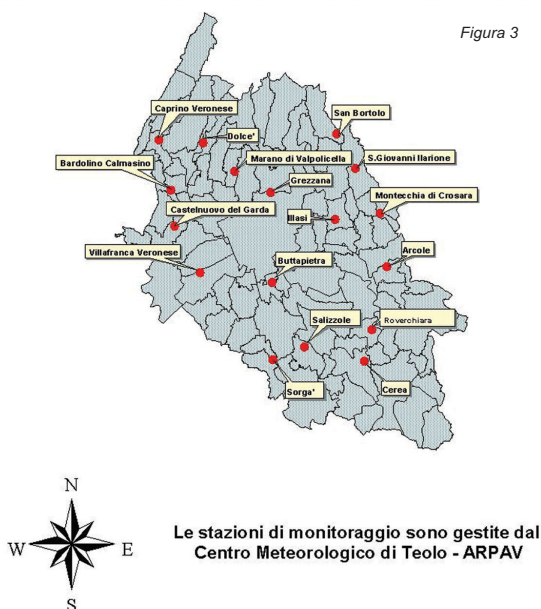 Figura 3
Caprino Veronese
San Bortolo
Dolce'
Marano di Valpolicella
S.Giovanni Ilarione
Bardolino Calmasino
Grezzana
Montecchia di Crosara
Castelnuovo del Garda
Illasi
Villafranca Veronese
Arcole
Buttapietra
Salizzole
Roverchiara
Sorga'
Cerea
N
W
E
S
Le stazioni di monitoraggio sono gestite dal
Centro Meteorologico di Teolo - ARPAV